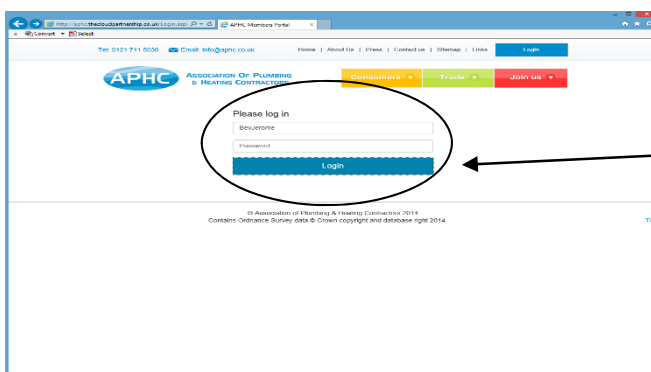 http://aphc.thecloudpartnership.co.uk/Login.aspx
APHC Members Portal
Convert Select
Tel: 0121 711 5030 Email: info@aphc.co.uk Home | About Us | Press | Contact us | Sitemap | Links Login
APHC ASSOCIATION OF PLUMBING
& HEATING CONTRACTORS
Consumers Trade Join us
Please log in
Password
Login
© Association of Plumbing & Heating Contractors 2014
Contains Ordnance Survey data © Crown copyright and database right 2014